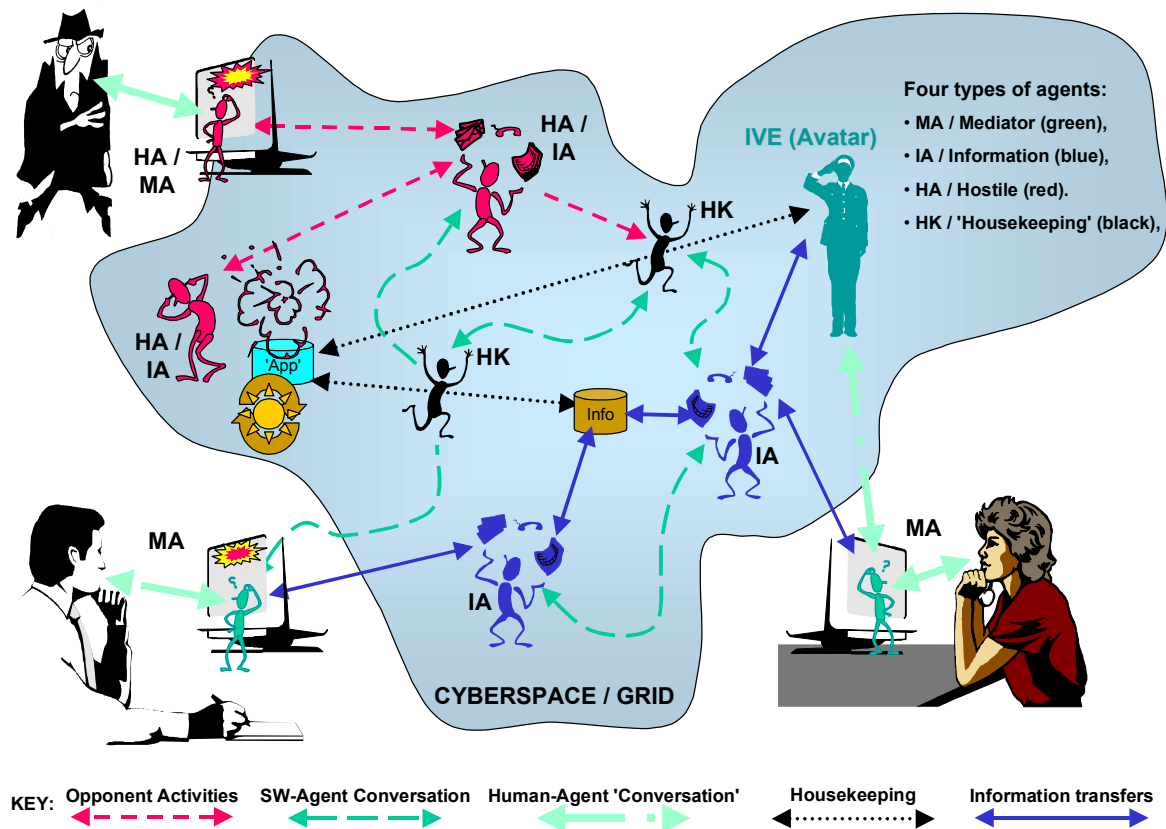 HA /
MA
HA /
IA
IVE (Avatar)
Four types of agents:
• MA / Mediator (green),
• IA / Information (blue),
• HA / Hostile (red).
• HK / 'Housekeeping' (black),
HK
HA /
IA
'App'
HK
Info
IA
MA
?
MA
?
IA
?
CYBERSPACE / GRID
KEY:
Opponent Activities
SW-Agent Conversation
Human-Agent 'Conversation'
Housekeeping
Information transfers